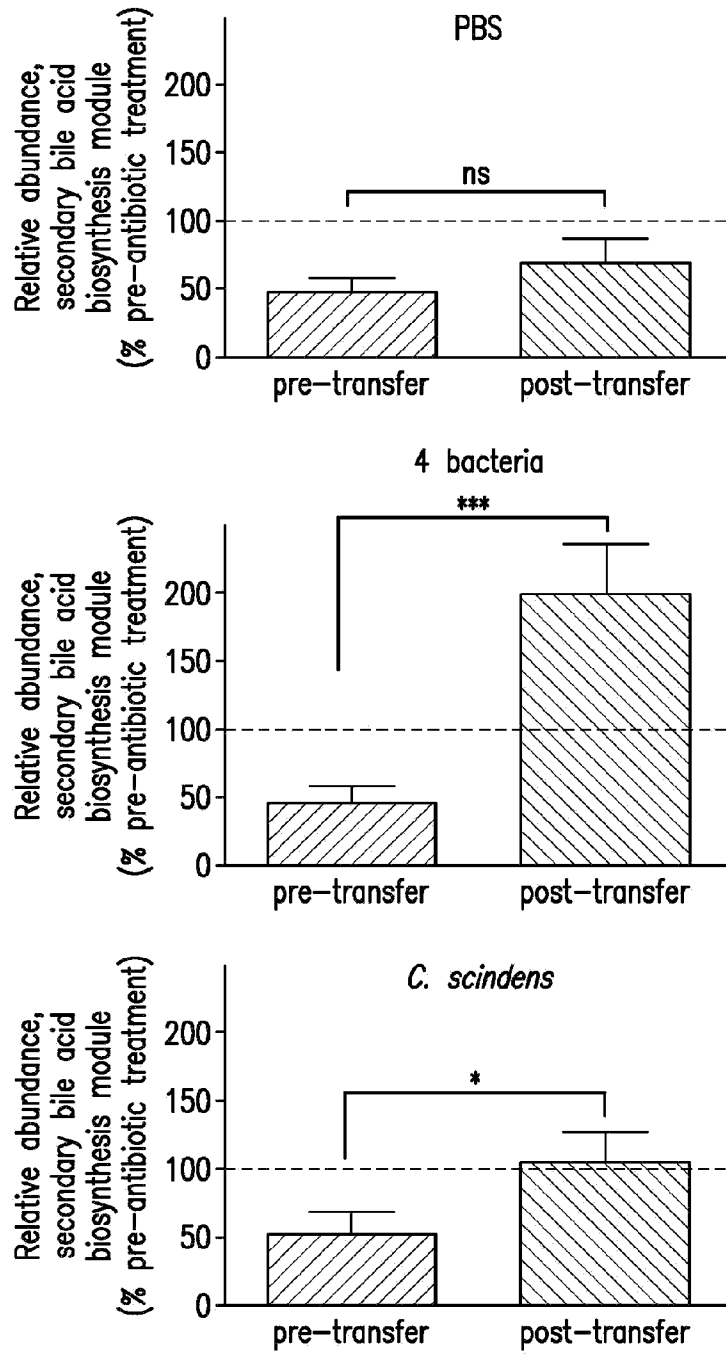 PBS
Relative abundance,
secondary bile acid
biosynthesis module
(% pre-antibiotic treatment)
200
150
100
50
0
ns
pre-transfer
post-transfer
4 bacteria
Relative abundance,
secondary bile acid
biosynthesis module
(% pre-antibiotic treatment)
200
150
100
50
0
***
pre-transfer
post-transfer
C. scindens
Relative abundance,
secondary bile acid
biosynthesis module
(% pre-antibiotic treatment)
200
150
100
50
0
*
pre-transfer
post-transfer